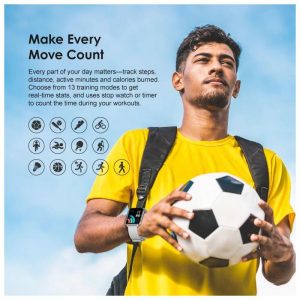 Make Every
Move Count
Every part of your day matters—track steps,
distance, active minutes and calories burned.
Choose from 13 training modes to get
real-time stats, and uses stop watch or timer
to count the time during your workouts.